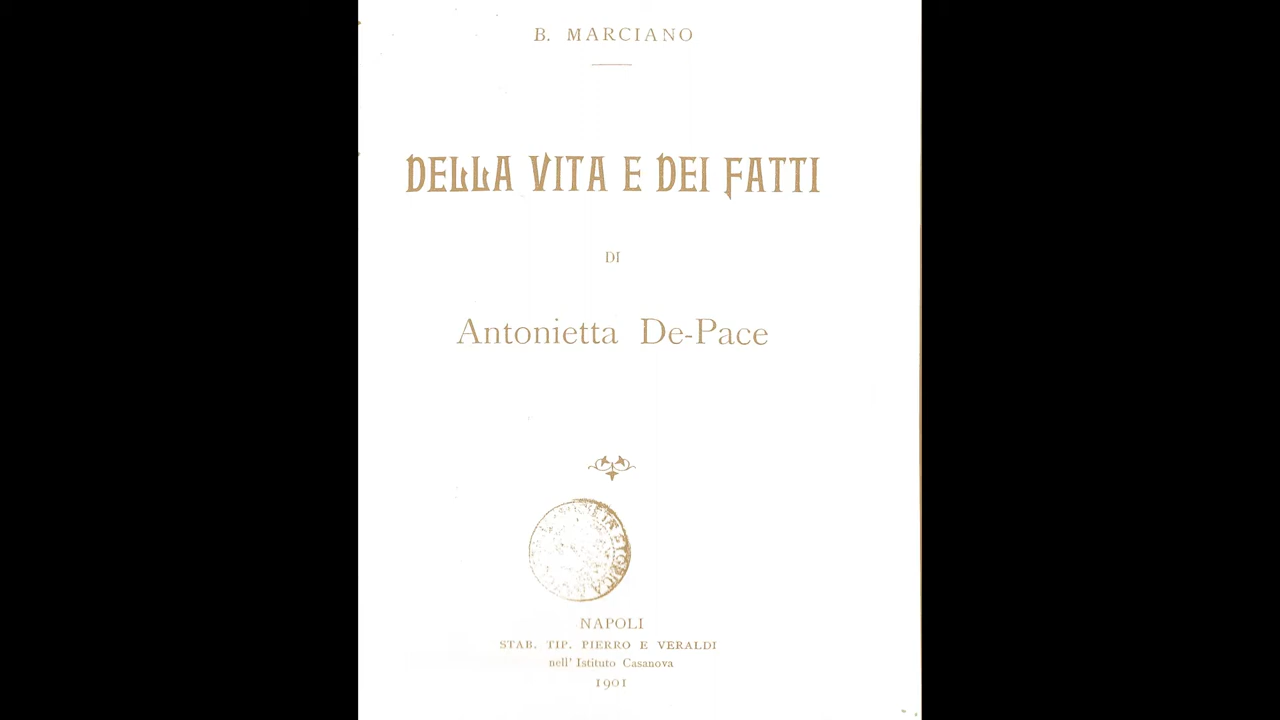 B. MARCIANO
DELLA VITA E DEI FATTI
DI
Antonietta De-Pace
NAPOLI
STAB. TIP. PIERRO E VERALDI
nell' Istituto Casanova
1901